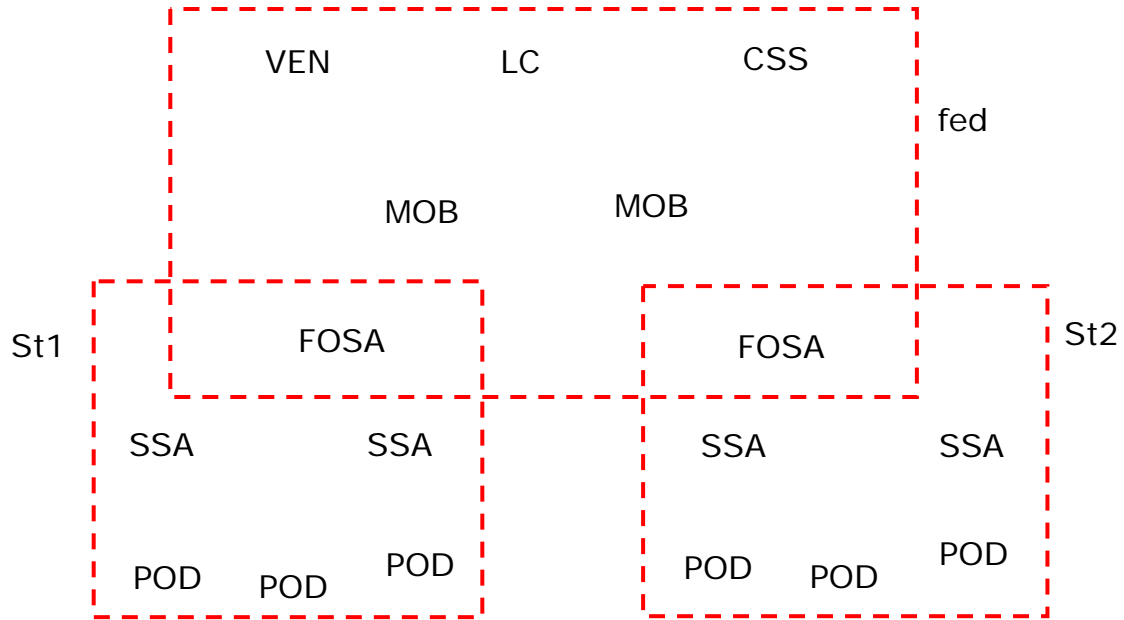 VEN LC CSS
fed
MOB MOB
St1 FOSA FOSA St2
SSA SSA SSA SSA
POD POD POD POD POD POD